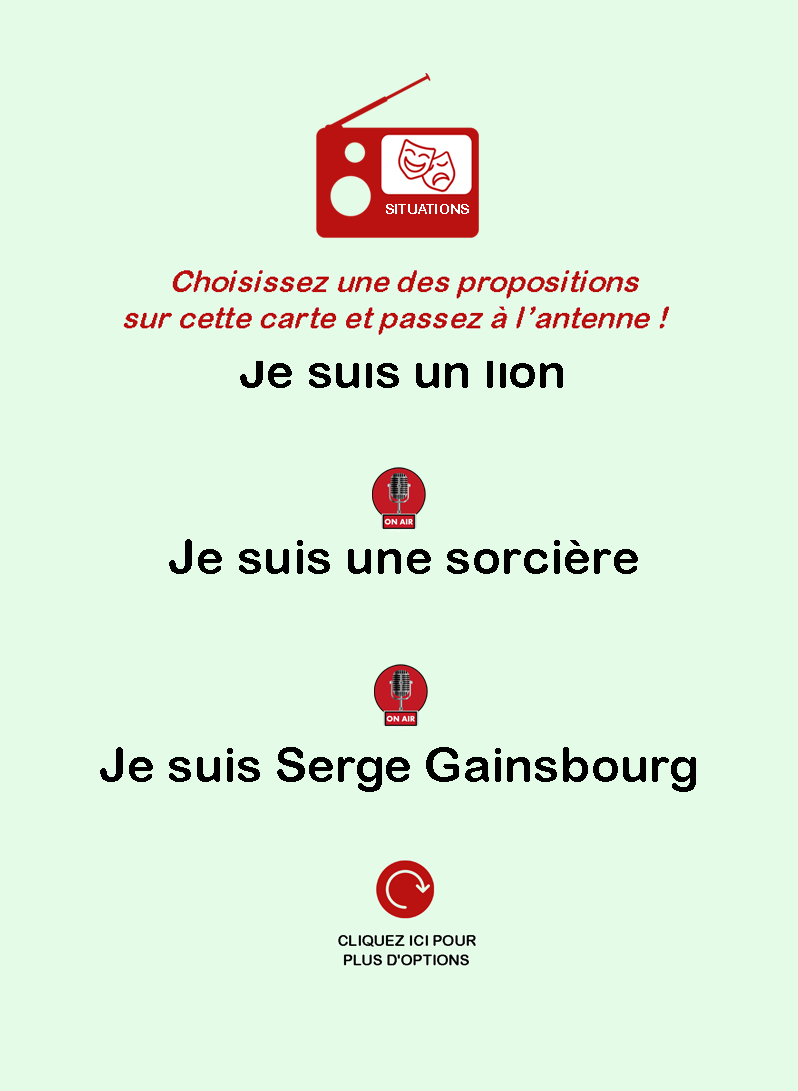 SITUATIONS
Choisissez une des propositions
sur cette carte et passez à l'antenne !
Je suis un lion
ON AIR
Je suis une sorcière
ON AIR
Je suis Serge Gainsbourg
CLIQUEZ ICI POUR
PLUS D'OPTIONS